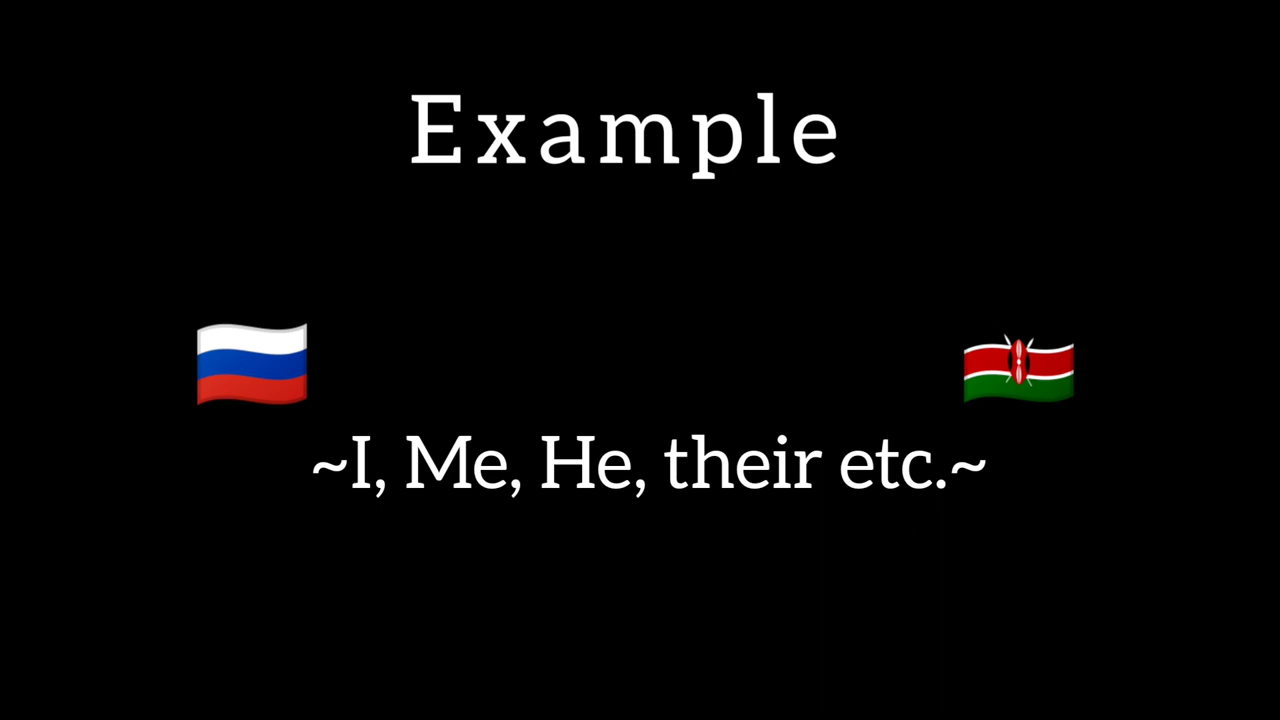 Example
~I, Me, He, their etc.~